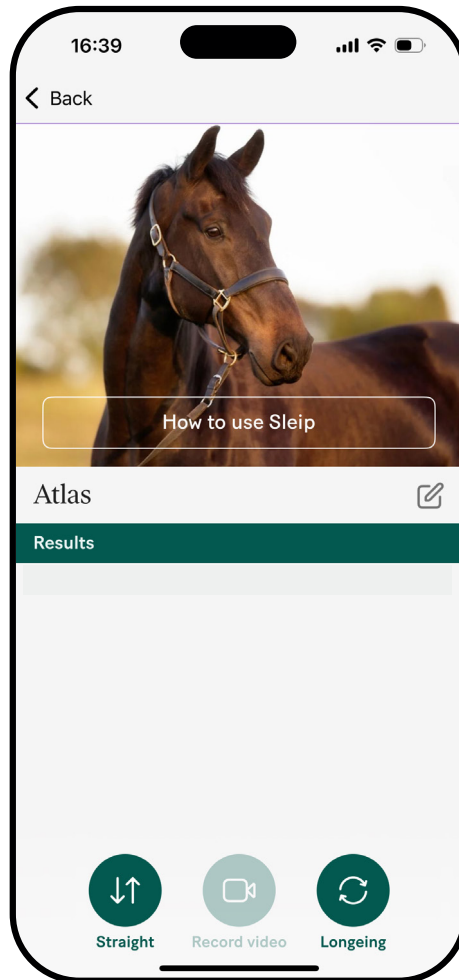 16:39
Back
How to use Sleip
Atlas
Results
Straight
Record video
Longeing